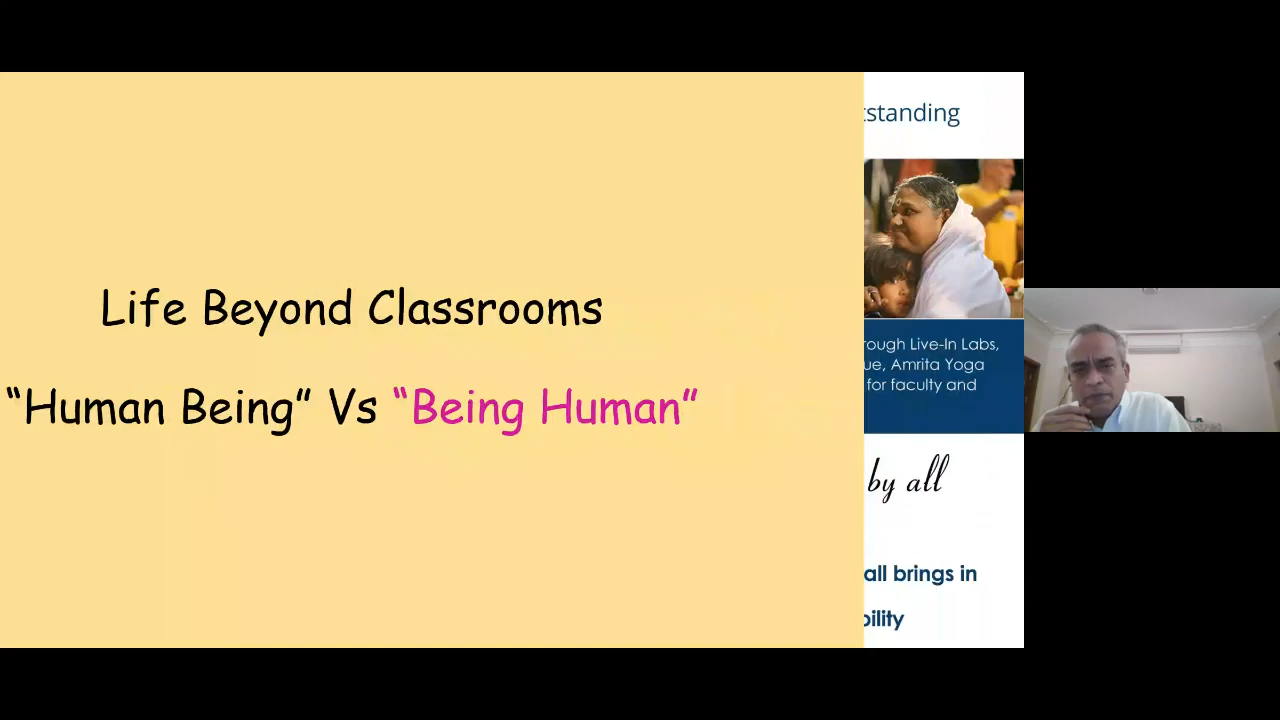 Life Beyond Classrooms
“Human Being” Vs “Being Human”
tstanding
rough Live-In Labs,
ue, Amrita Yoga
for faculty and
by all
all brings in
bility